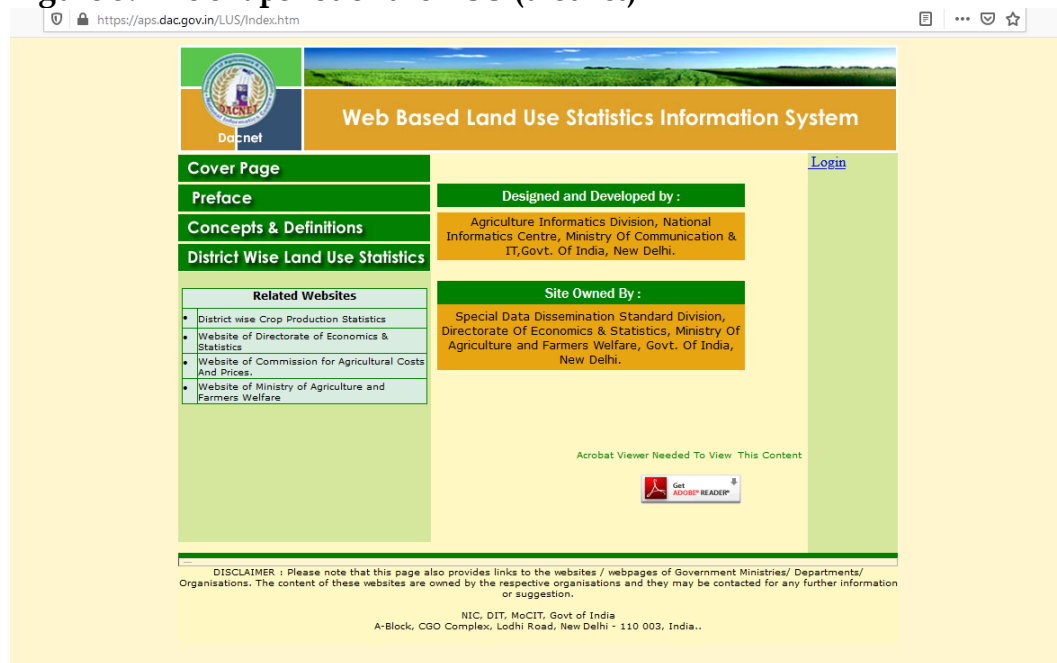 https://aps.dac.gov.in/LUS/Index.htm
DACNET
Dacnet
Web Based Land Use Statistics Information System
Cover Page
Preface
Concepts & Definitions
District Wise Land Use Statistics
Related Websites
District wise Crop Production Statistics
Website of Directorate of Economics &
Statistics
Website of Commission for Agricultural Costs
And Prices.
Website of Ministry of Agriculture and
Farmers Welfare
Designed and Developed by :
Agriculture Informatics Division, National
Informatics Centre, Ministry Of Communication &
IT,Govt. Of India, New Delhi.
Site Owned By :
Special Data Dissemination Standard Division,
Directorate Of Economics & Statistics, Ministry Of
Agriculture and Farmers Welfare, Govt. Of India,
New Delhi.
Login
Acrobat Viewer Needed To View This Content
Get
ADOBE® READER®
DISCLAIMER : Please note that this page also provides links to the websites / webpages of Government Ministries/ Departments/
Organisations. The content of these websites are owned by the respective organisations and they may be contacted for any further information
or suggestion.
NIC, DIT, MoCIT, Govt of India
A-Block, CGO Complex, Lodhi Road, New Delhi - 110 003, India..